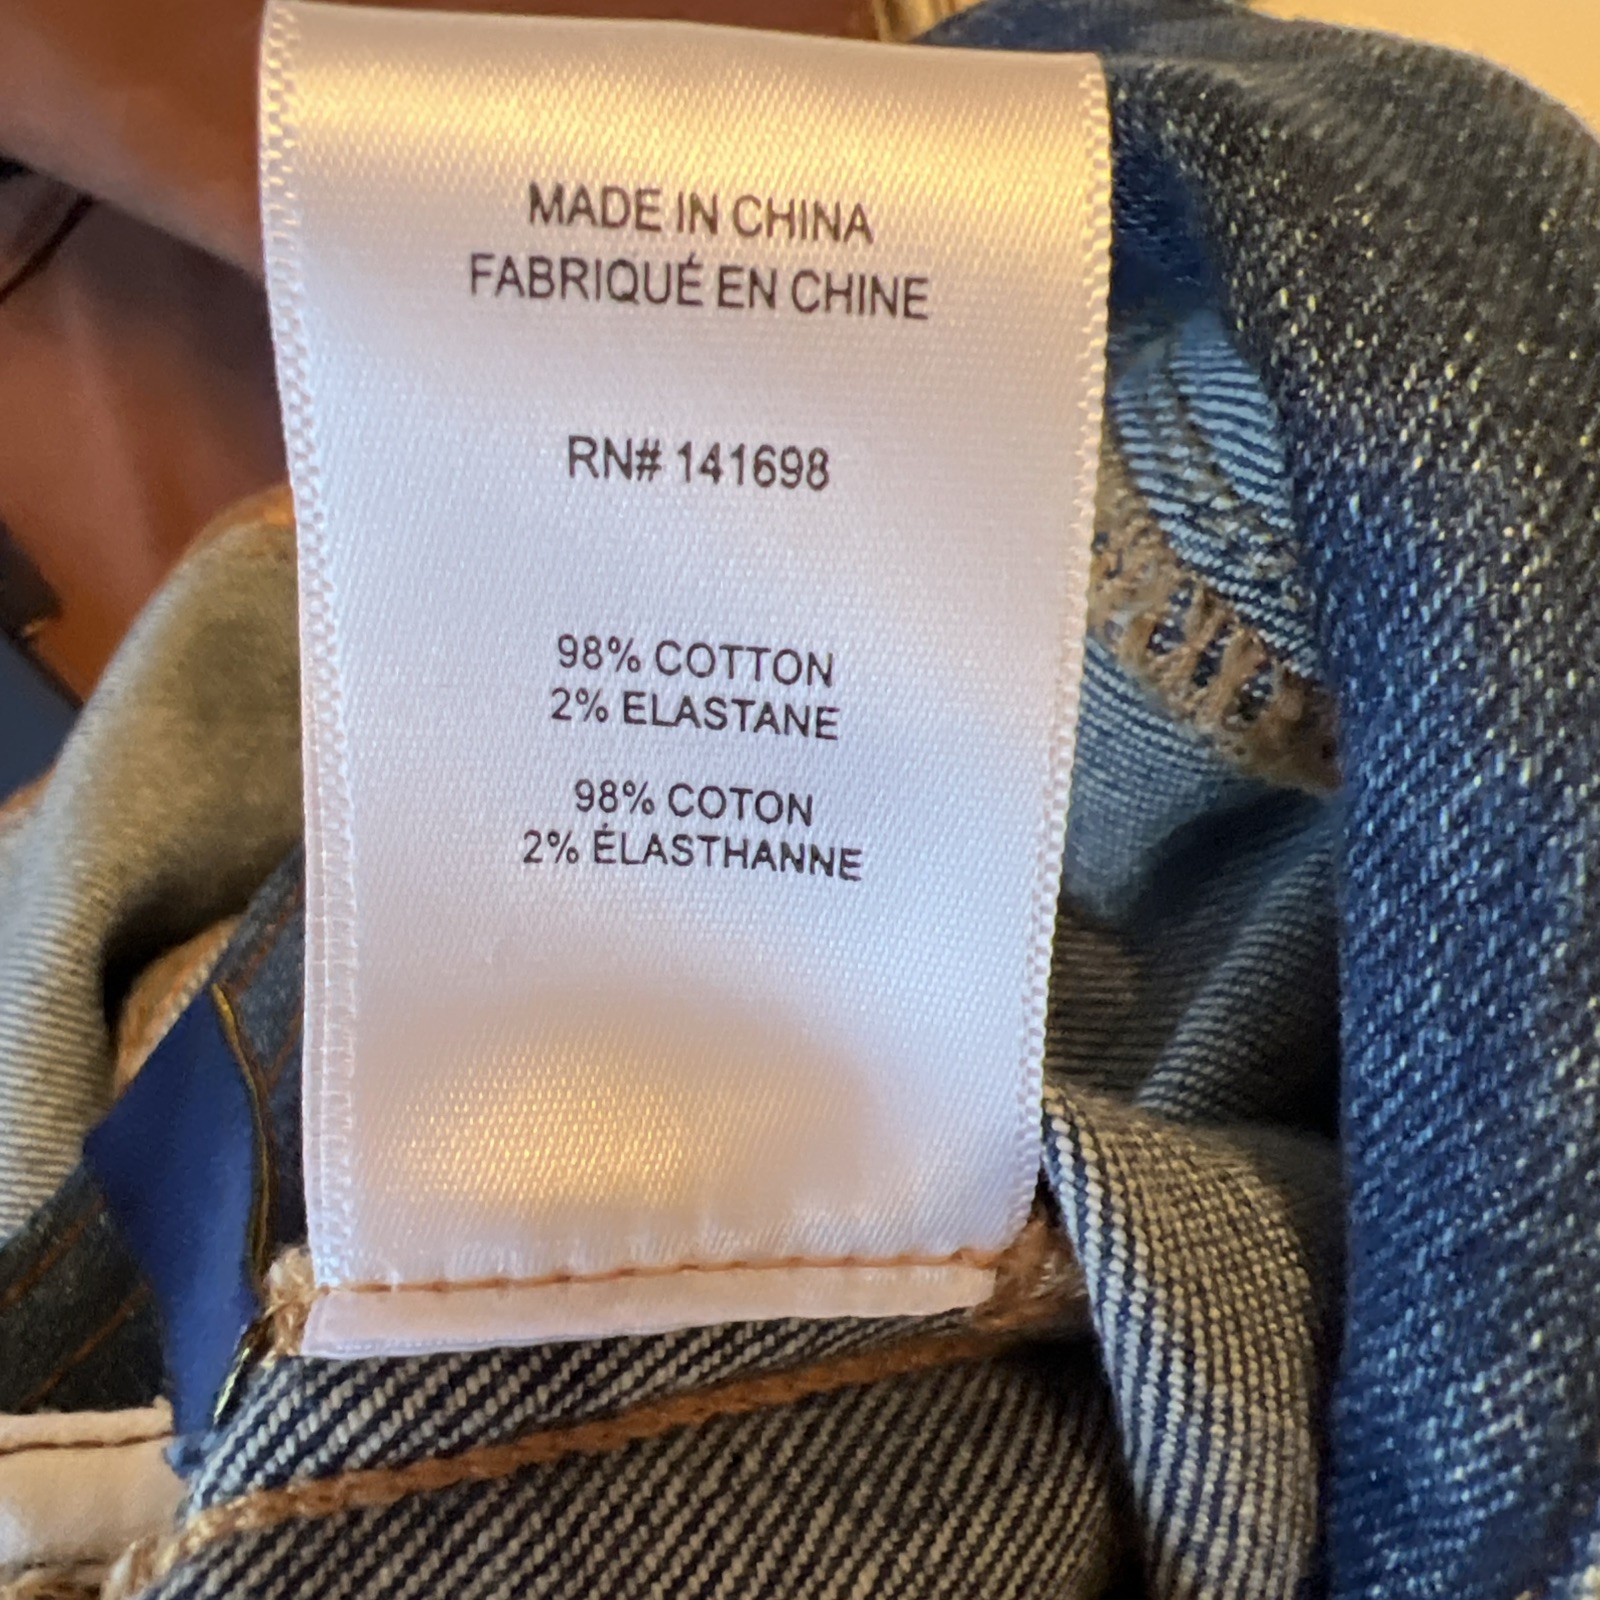 MADE IN CHINA
FABRIQUÉ EN CHINE
RN# 141698
98% COTTON
2% ELASTANE
98% COTON
2% ÉLASTHANNE